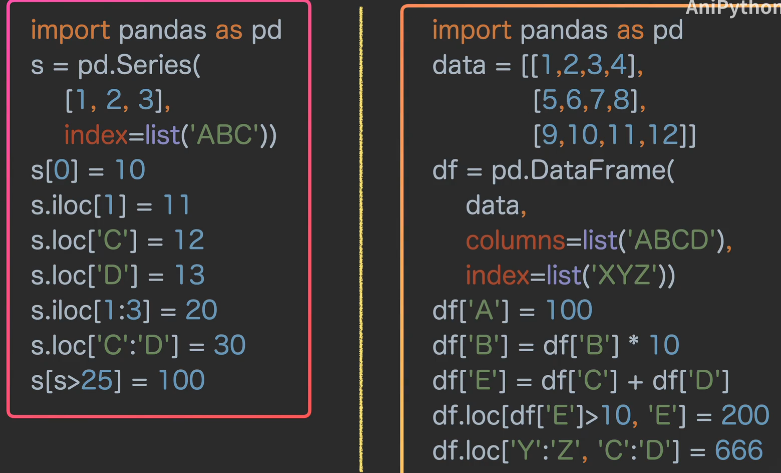 AniPython
import pandas as pd
s = pd.Series(
[1, 2, 3],
index=list('ABC'))
s[0] = 10
s.iloc[1] = 11
s.loc['C'] = 12
s.loc['D'] = 13
s.iloc[1:3] = 20
s.loc['C':'D'] = 30
s[s>25] = 100
import pandas as pd
data = [[1,2,3,4],
[5,6,7,8],
[9,10,11,12]]
df = pd.DataFrame(
data,
columns=list('ABCD'),
index=list('XYZ'))
df['A'] = 100
df['B'] = df['B'] * 10
df['E'] = df['C'] + df['D']
df.loc[df['E']>10, 'E'] = 200
df.loc['Y':'Z', 'C':'D'] = 666